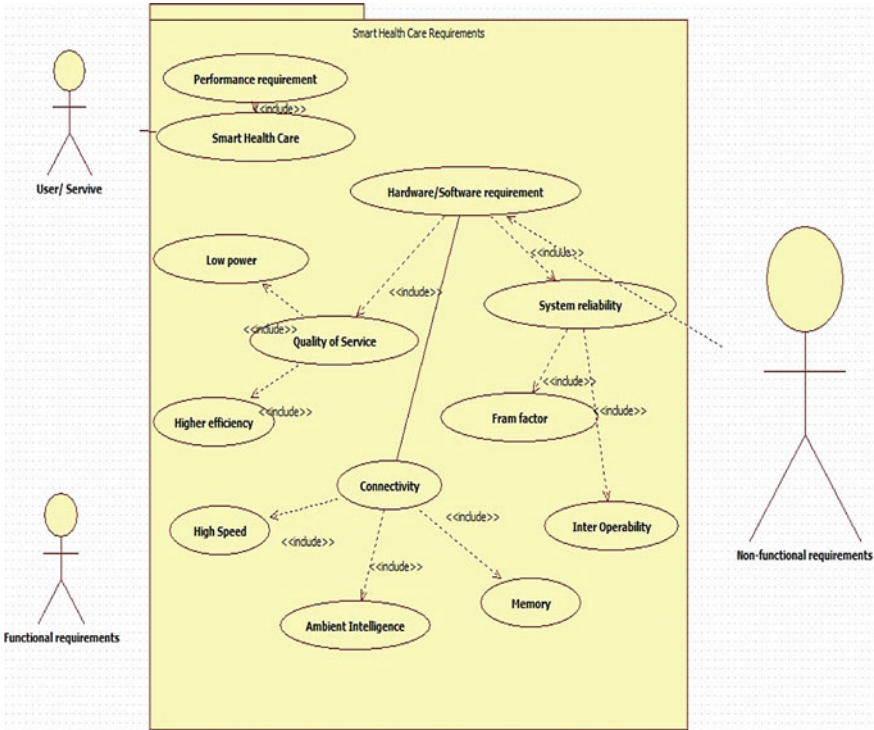 Smart Health Care Requirements
Performance requirement
<<include>>
Smart Health Care
User/ Servive
Hardware/Software requirement
<<include>>
Low power
<<include>>
System reliability
<<include>>
Quality of Service
<<include>>
Higher efficiency
<<include>>
<<include>>
Fram factor
<<include>>
Connectivity
High Speed
<<include>>
<<include>>
Inter Operability
Non-functional requirements
<<include>>
Memory
Ambient Intelligence
Functional requirements